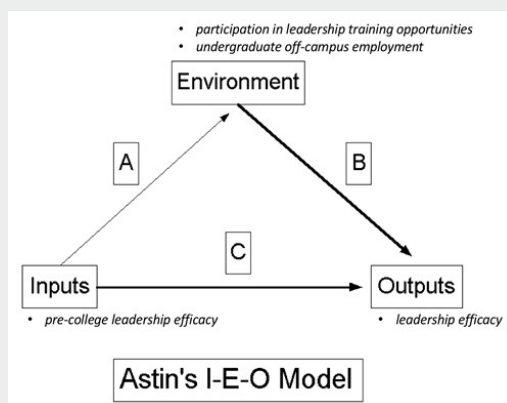 • participation in leadership training opportunities
• undergraduate off-campus employment
Environment
A
B
C
Inputs
Outputs
• pre-college leadership efficacy
• leadership efficacy
Astin's I-E-O Model